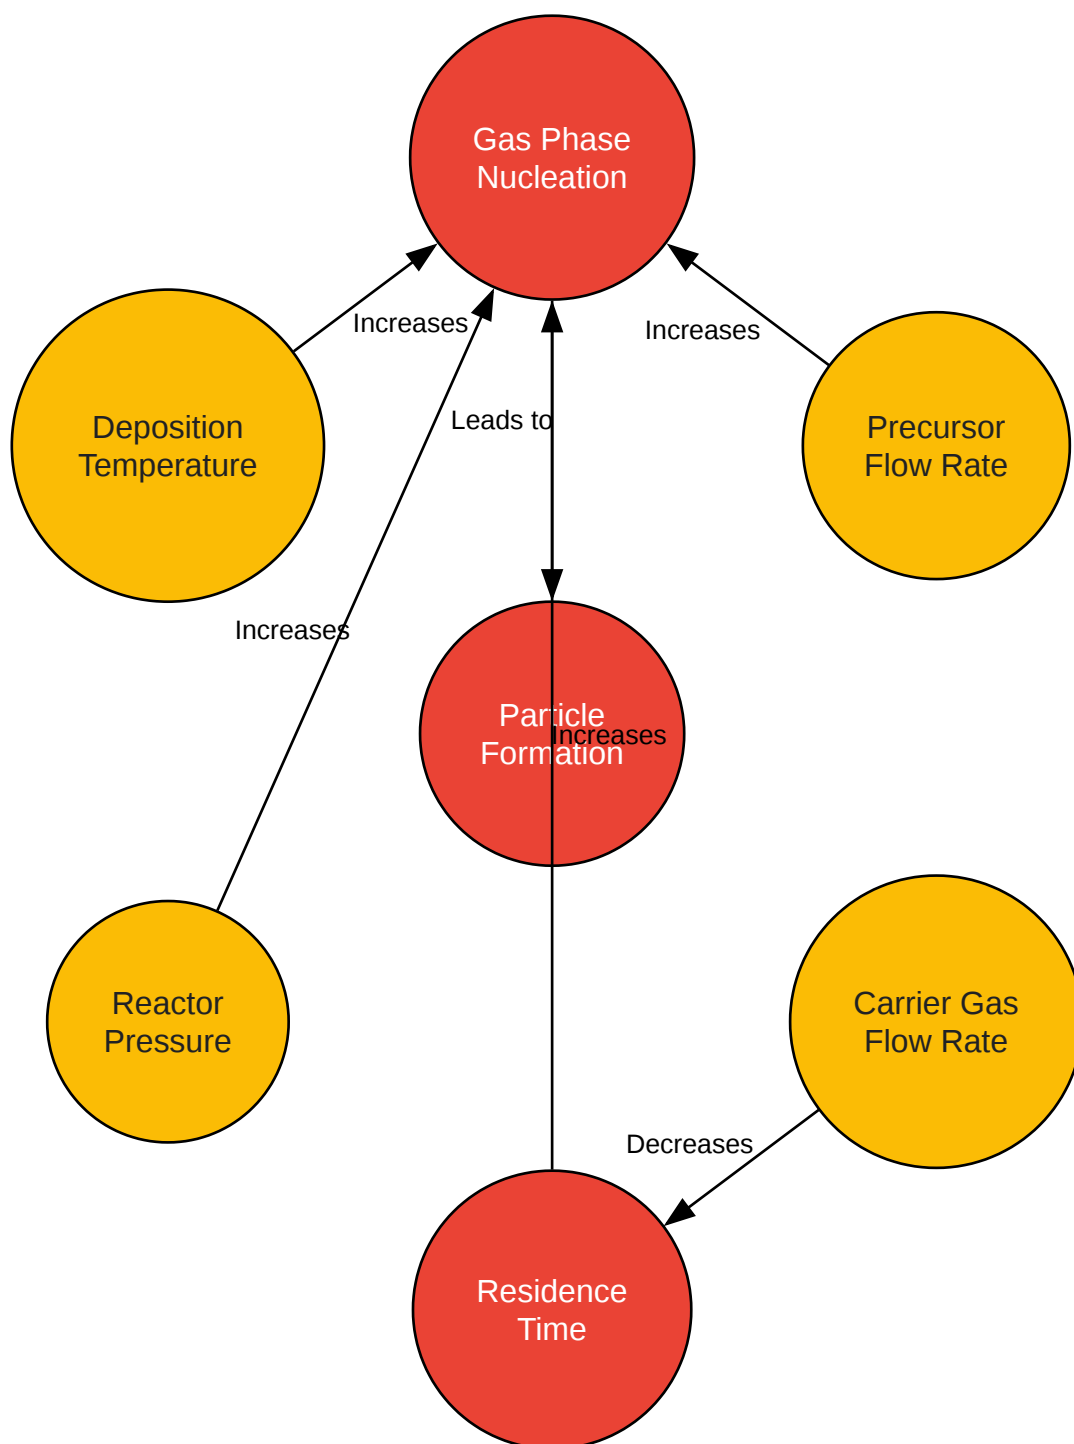 Gas Phase
Nucleation
Increases
Increases
Leads to
Deposition
Temperature
Precursor
Flow Rate
Increases
Particle
Formation
Increases
Reactor
Pressure
Carrier Gas
Flow Rate
Decreases
Residence
Time